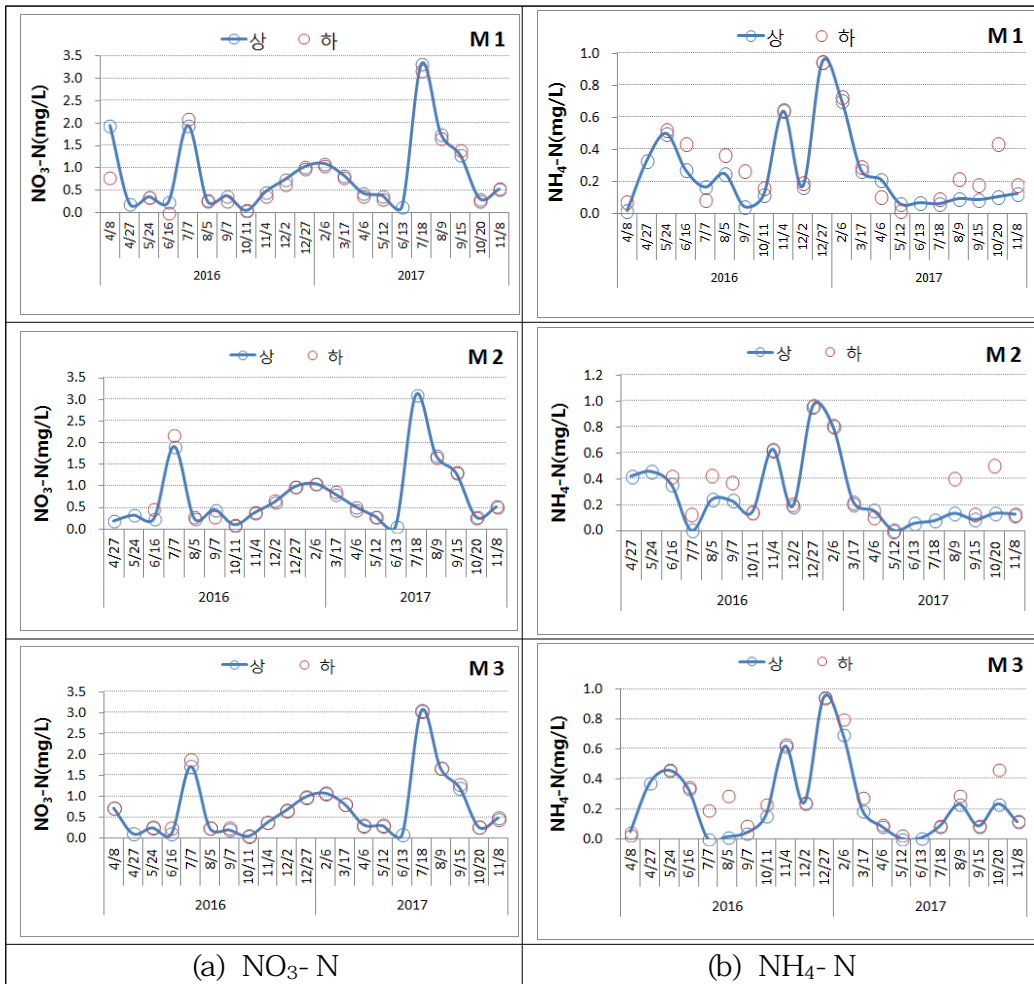 상 하 M 1
NO₃-N(mg/L)
3.5
3.0
2.5
2.0
1.5
1.0
0.5
0.0
4/8 4/27 5/24 6/16 7/7 8/5 9/7 10/11 11/4 12/2 12/27 2/6 3/17 4/6 5/12 6/13 7/18 8/9 9/15 10/20 11/8
2016 2017
상 하 M 1
NH₄-N(mg/L)
1.0
0.8
0.6
0.4
0.2
0.0
4/8 4/27 5/24 6/16 7/7 8/5 9/7 10/11 11/4 12/2 12/27 2/6 3/17 4/6 5/12 6/13 7/18 8/9 9/15 10/20 11/8
2016 2017
상 하 M 2
NO₃-N(mg/L)
3.5
3.0
2.5
2.0
1.5
1.0
0.5
0.0
4/27 5/24 6/16 7/7 8/5 9/7 10/11 11/4 12/2 12/27 2/6 3/17 4/6 5/12 6/13 7/18 8/9 9/15 10/20 11/8
2016 2017
상 하 M 2
NH₄-N(mg/L)
1.2
1.0
0.8
0.6
0.4
0.2
0.0
4/27 5/24 6/16 7/7 8/5 9/7 10/11 11/4 12/2 12/27 2/6 3/17 4/6 5/12 6/13 7/18 8/9 9/15 10/20 11/8
2016 2017
상 하 M 3
NO₃-N(mg/L)
3.5
3.0
2.5
2.0
1.5
1.0
0.5
0.0
4/8 4/27 5/24 6/16 7/7 8/5 9/7 10/11 11/4 12/2 12/27 2/6 3/17 4/6 5/12 6/13 7/18 8/9 9/15 10/20 11/8
2016 2017
상 하 M 3
NH₄-N(mg/L)
1.0
0.8
0.6
0.4
0.2
0.0
4/8 4/27 5/24 6/16 7/7 8/5 9/7 10/11 11/4 12/2 12/27 2/6 3/17 4/6 5/12 6/13 7/18 8/9 9/15 10/20 11/8
2016 2017
(a) NO₃- N (b) NH₄- N